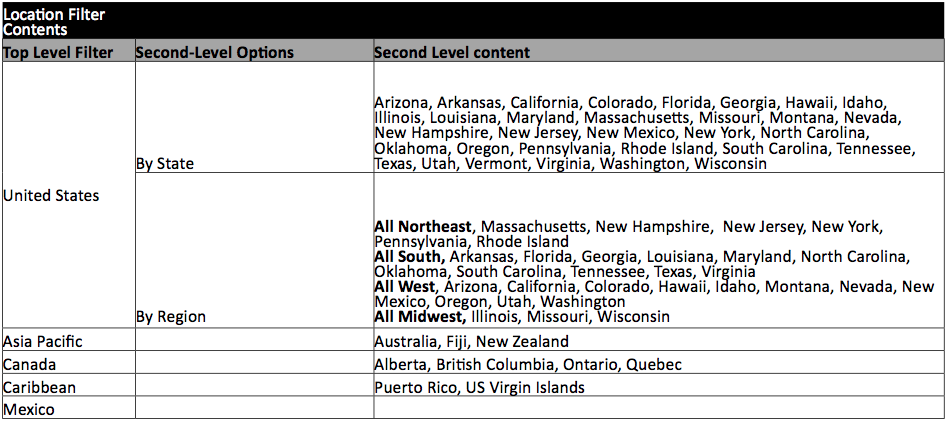 Location Filter
Contents
Top Level Filter Second-Level Options Second Level content
United States
By State
Arizona, Arkansas, California, Colorado, Florida, Georgia, Hawaii, Idaho,
Illinois, Louisiana, Maryland, Massachusetts, Missouri, Montana, Nevada,
New Hampshire, New Jersey, New Mexico, New York, North Carolina,
Oklahoma, Oregon, Pennsylvania, Rhode Island, South Carolina, Tennessee,
Texas, Utah, Vermont, Virginia, Washington, Wisconsin
By Region
All Northeast, Massachusetts, New Hampshire,  New Jersey, New York,
Pennsylvania, Rhode Island
All South, Arkansas, Florida, Georgia, Louisiana, Maryland, North Carolina,
Oklahoma, South Carolina, Tennessee, Texas, Virginia
All West, Arizona, California, Colorado, Hawaii, Idaho, Montana, Nevada, New
Mexico, Oregon, Utah, Washington
All Midwest, Illinois, Missouri, Wisconsin
Asia Pacific Australia, Fiji, New Zealand
Canada Alberta, British Columbia, Ontario, Quebec
Caribbean Puerto Rico, US Virgin Islands
Mexico